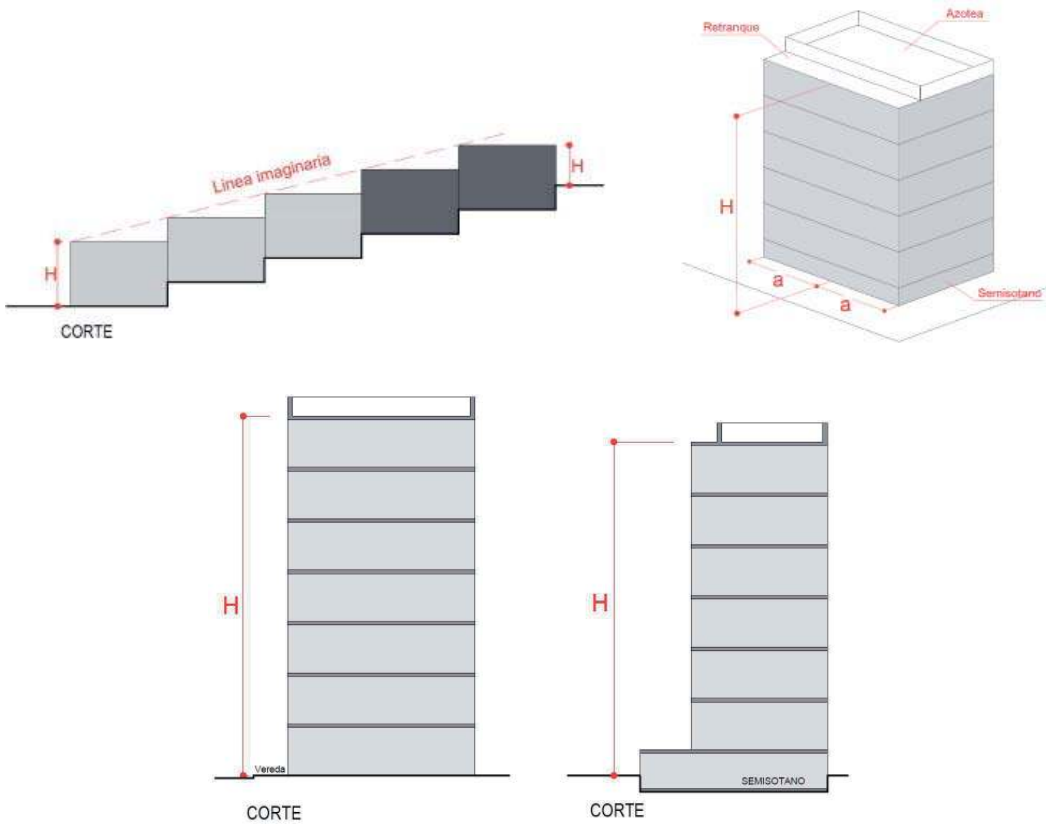 Azotea
Retranque
Linea imaginaria
H
H
H
a
a
Semisotano
CORTE
H
H
Vereda
SEMISOTANO
CORTE
CORTE